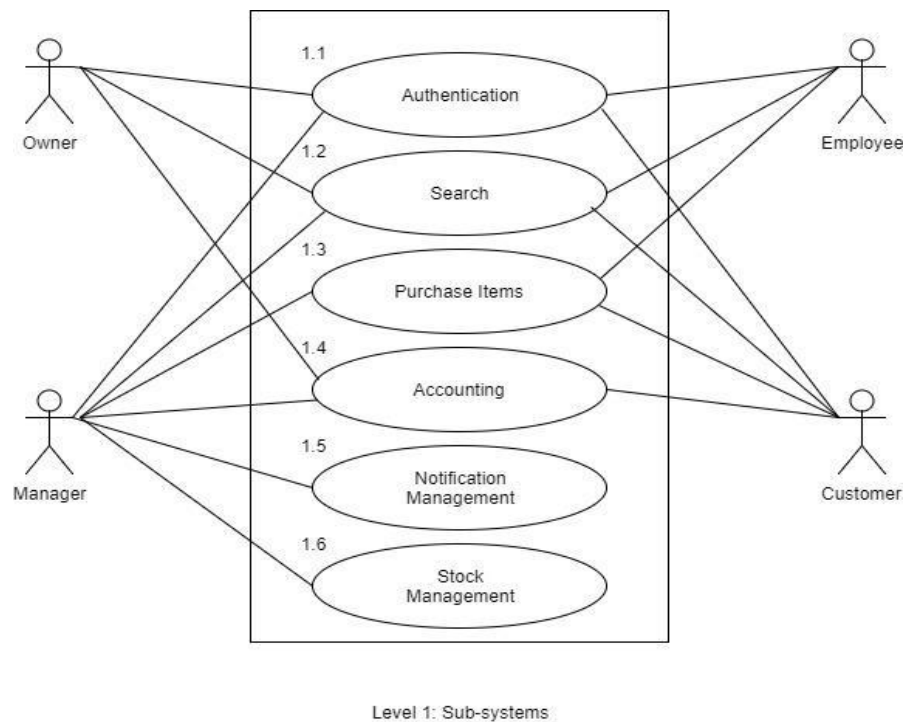 1.1
Authentication
Owner
Employee
1.2
Search
1.3
Purchase Items
1.4
Accounting
1.5
Notification
Management
Manager
Customer
1.6
Stock
Management
Level 1: Sub-systems